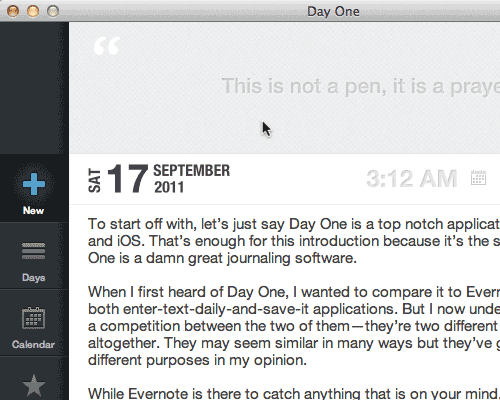 Day One
“
This is not a pen, it is a praye
SAT 17 SEPTEMBER
2011
3:12 AM
New
Days
Calendar
To start off with, let’s just say Day One is a top notch applicat
and iOS. That’s enough for this introduction because it’s the s
One is a damn great journaling software.
When I first heard of Day One, I wanted to compare it to Evern
both enter-text-daily-and-save-it applications. But I now unde
a competition between the two of them—they’re two different
altogether. They may seem similar in many ways but they’ve g
different purposes in my opinion.
While Evernote is there to catch anything that is on your mind,